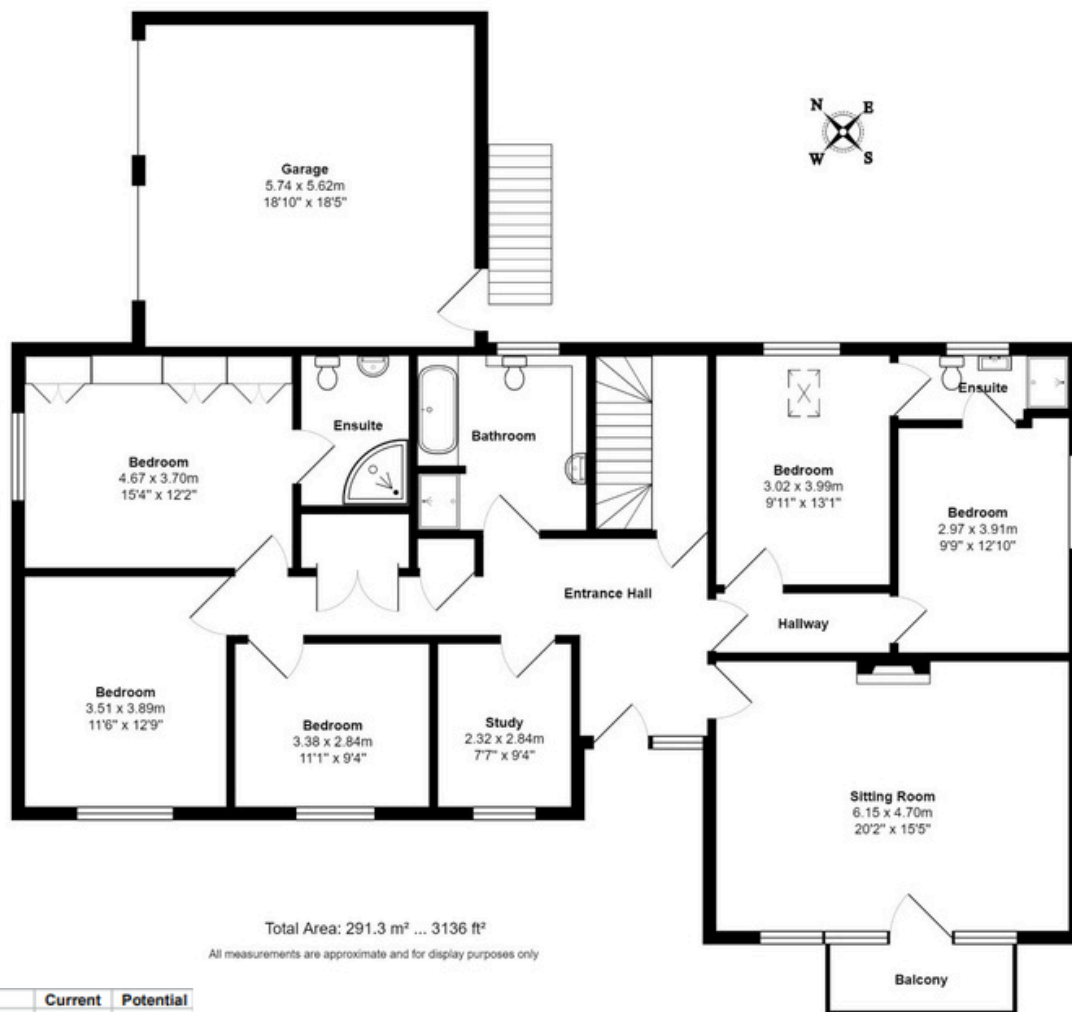 Garage
5.74 x 5.62m
18'10" x 18'5"
N E
W S
Bedroom
4.67 x 3.70m
15'4" x 12'2"
Ensuite
Bathroom
Bedroom
3.02 x 3.99m
9'11" x 13'1"
Ensuite
Bedroom
2.97 x 3.91m
9'9" x 12'10"
Entrance Hall
Hallway
Bedroom
3.51 x 3.89m
11'6" x 12'9"
Bedroom
3.38 x 2.84m
11'1" x 9'4"
Study
2.32 x 2.84m
7'7" x 9'4"
Sitting Room
6.15 x 4.70m
20'2" x 15'5"
Balcony
Total Area: 291.3 m² ... 3136 ft²
All measurements are approximate and for display purposes only
Current Potential